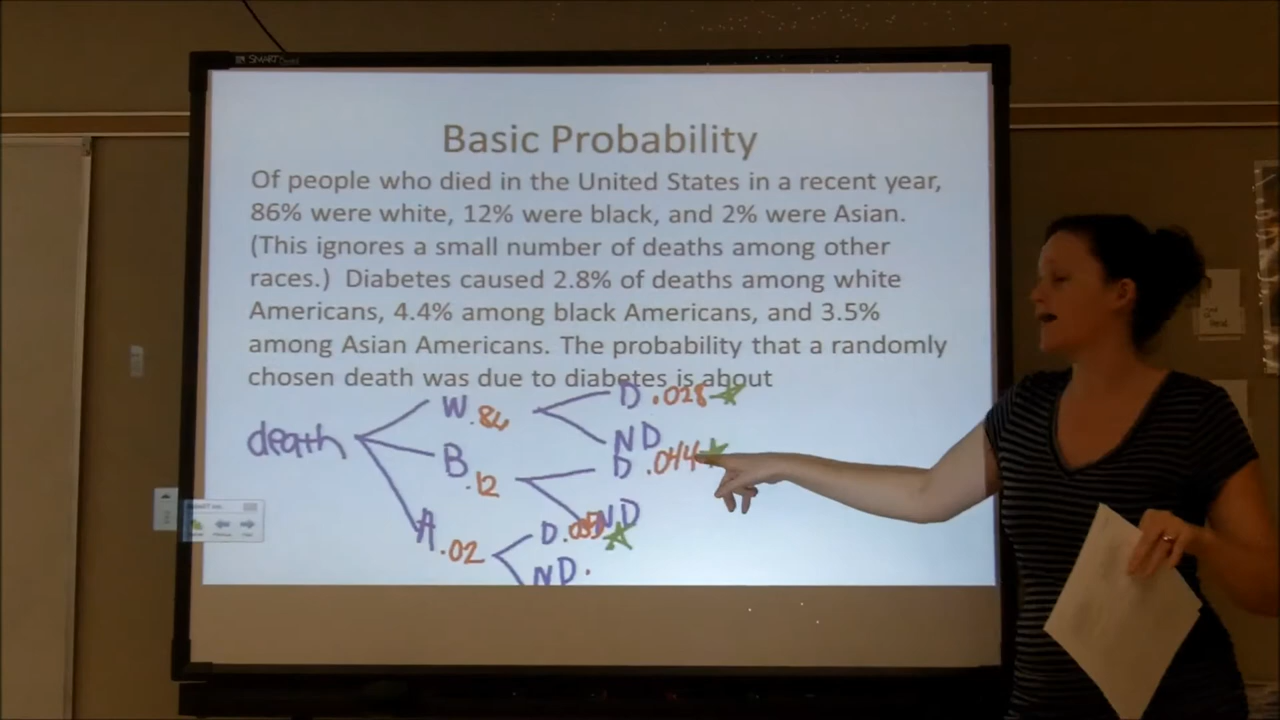 SMART Board
Basic Probability
Of people who died in the United States in a recent year,
86% were white, 12% were black, and 2% were Asian.
(This ignores a small number of deaths among other
races.) Diabetes caused 2.8% of deaths among white
Americans, 4.4% among black Americans, and 3.5%
among Asian Americans. The probability that a randomly
chosen death was due to diabetes is about
D .028
W .86
death
ND
B .12
D .044
ND
A .02
D .035
ND.